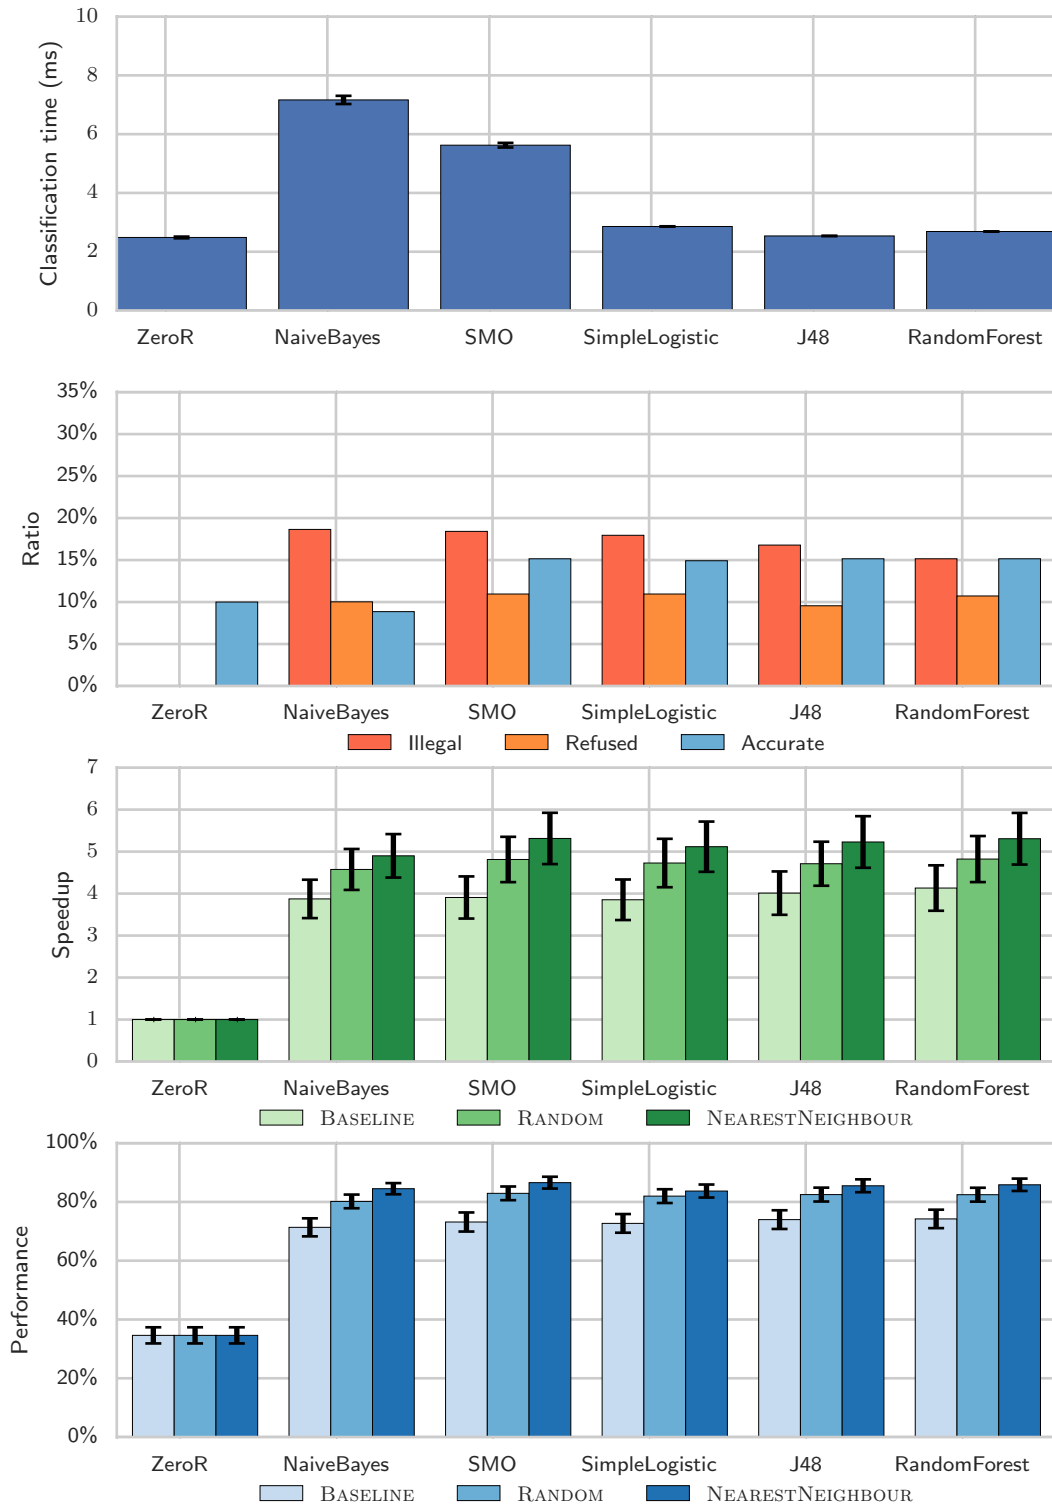 10
8
6
4
2
0
Classification time (ms)
ZeroR NaiveBayes SMO SimpleLogistic J48 RandomForest
35%
30%
25%
20%
15%
10%
5%
0%
Ratio
ZeroR NaiveBayes SMO SimpleLogistic J48 RandomForest
Illegal Refused Accurate
7
6
5
4
3
2
1
0
Speedup
ZeroR NaiveBayes SMO SimpleLogistic J48 RandomForest
BASELINE RANDOM NEARESTNEIGHBOUR
100%
80%
60%
40%
20%
0%
Performance
ZeroR NaiveBayes SMO SimpleLogistic J48 RandomForest
BASELINE RANDOM NEARESTNEIGHBOUR